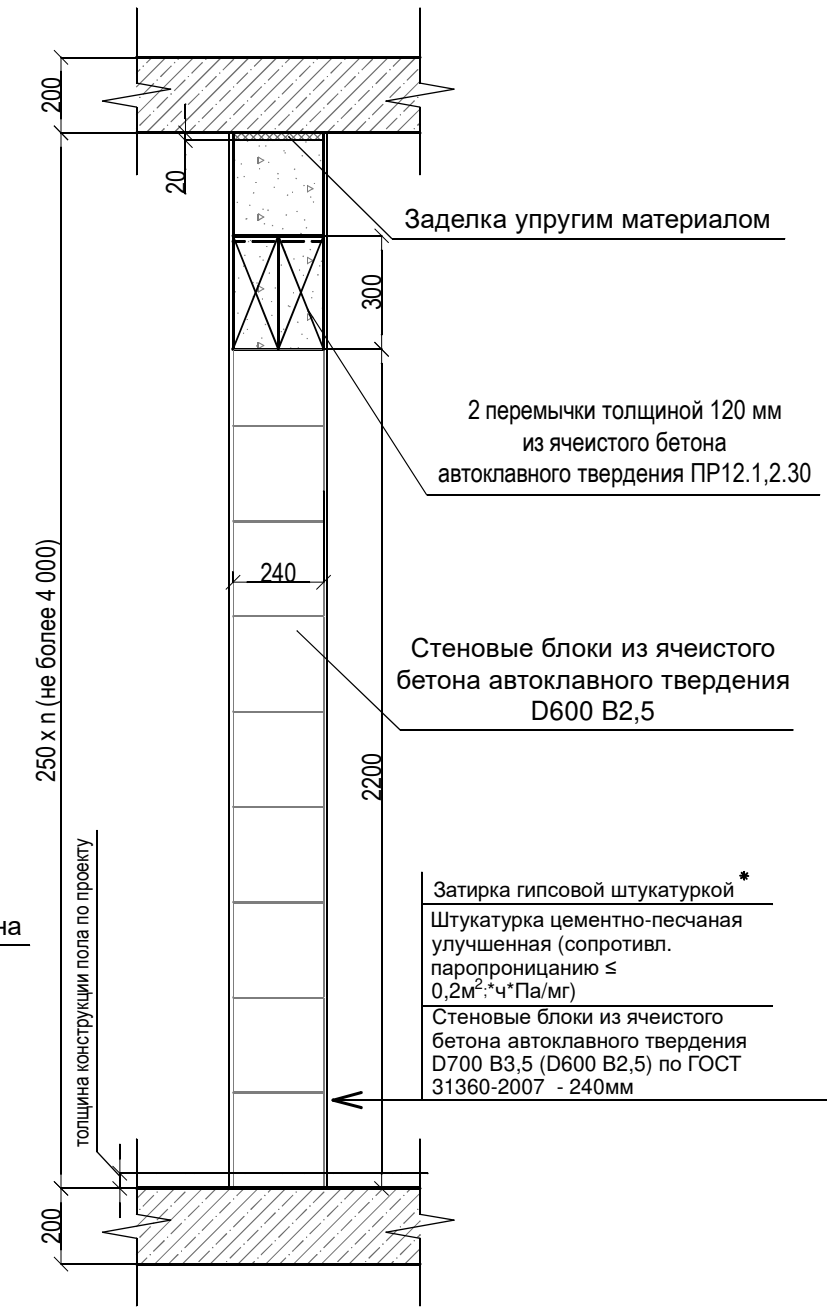 200
20
Заделка упругим материалом
300
2 перемычки толщиной 120 мм
из ячеистого бетона
автоклавного твердения ПР12.1,2.30
240
250 х n (не более 4 000)
Стеновые блоки из ячеистого
бетона автоклавного твердения
D600 B2,5
2200
толщина конструкции пола по проекту
на
Затирка гипсовой штукатуркой *
Штукатурка цементно-песчаная
улучшенная (сопротивл.
паропроницанию ≤
0,2м²;*ч*Па/мг)
Стеновые блоки из ячеистого
бетона автоклавного твердения
D700 B3,5 (D600 B2,5) по ГОСТ
31360-2007 - 240мм
200